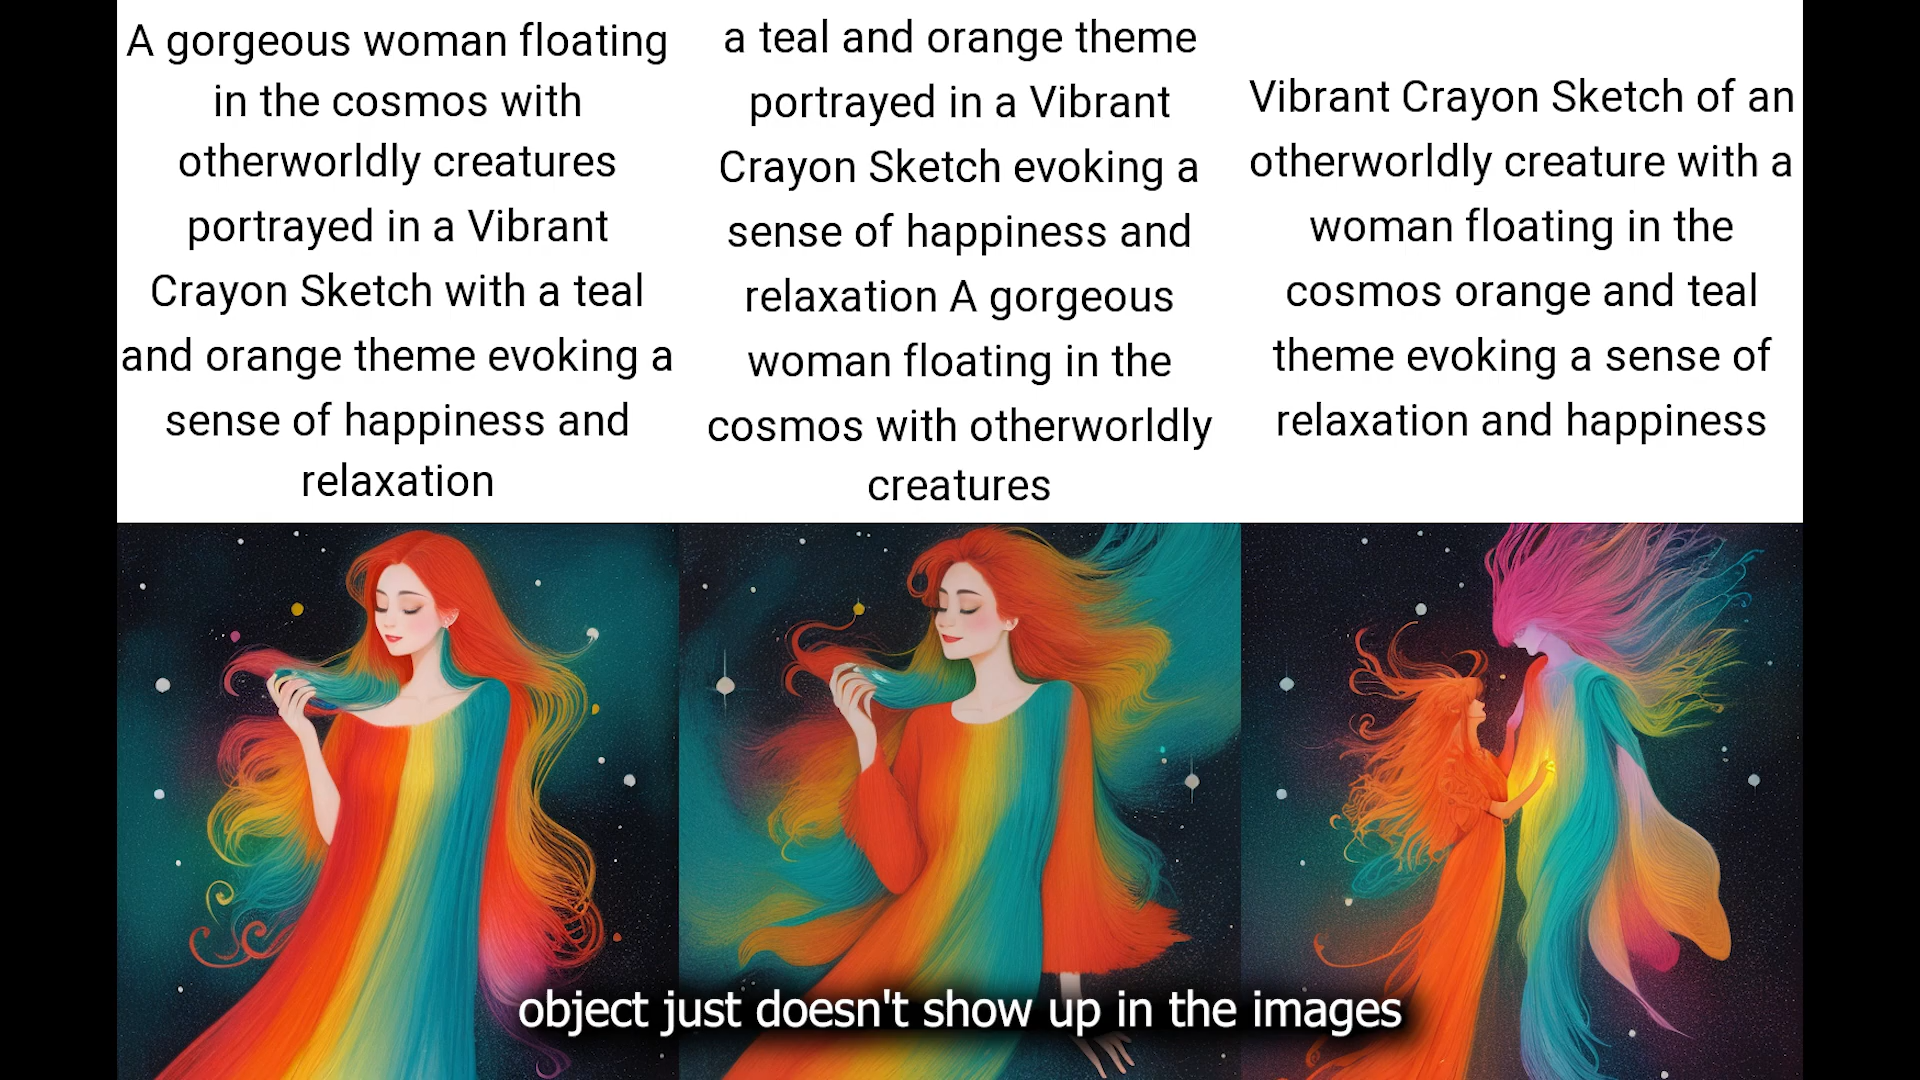 A gorgeous woman floating
in the cosmos with
otherworldly creatures
portrayed in a Vibrant
Crayon Sketch with a teal
and orange theme evoking a
sense of happiness and
relaxation
a teal and orange theme
portrayed in a Vibrant
Crayon Sketch evoking a
sense of happiness and
relaxation A gorgeous
woman floating in the
cosmos with otherworldly
creatures
Vibrant Crayon Sketch of an
otherworldly creature with a
woman floating in the
cosmos orange and teal
theme evoking a sense of
relaxation and happiness
object just doesn't show up in the images